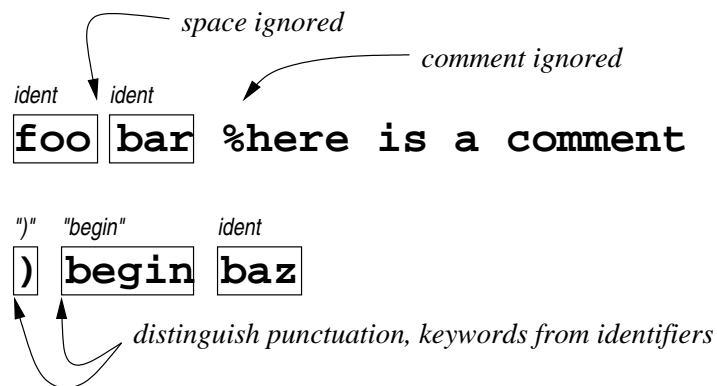 space ignored
comment ignored
ident ident
foo bar %here is a comment
")" "begin" ident
) begin baz
distinguish punctuation, keywords from identifiers